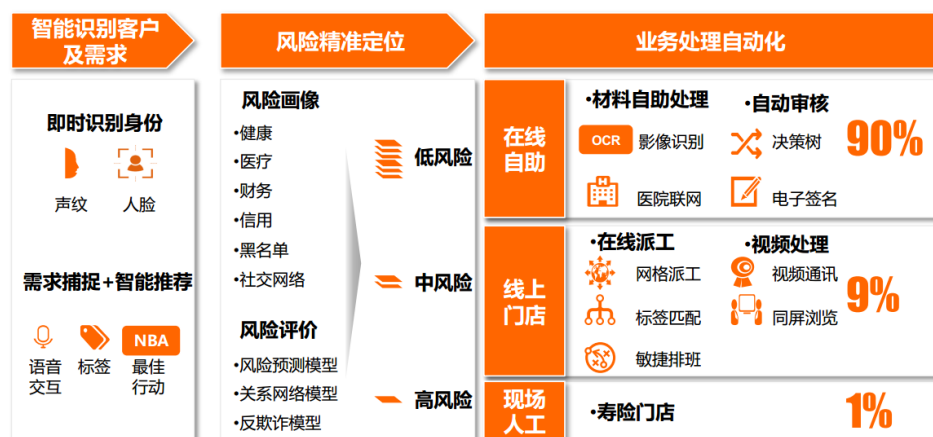 智能识别客户
及需求
风险精准定位
业务处理自动化
即时识别身份
声纹
人脸
需求捕捉+智能推荐
NBA
语音
交互
标签
最佳
行动
风险画像
•健康
•医疗
•财务
•信用
•黑名单
•社交网络
风险评价
•风险预测模型
•关系网络模型
•反欺诈模型
低风险
中风险
高风险
在线
自助
•材料自助处理
OCR
影像识别
H
医院联网
•自动审核
决策树
电子签名
90%
线上
门店
•在线派工
网格派工
标签匹配
敏捷排班
•视频处理
视频通讯
同屏浏览
9%
现场
人工
•寿险门店
1%